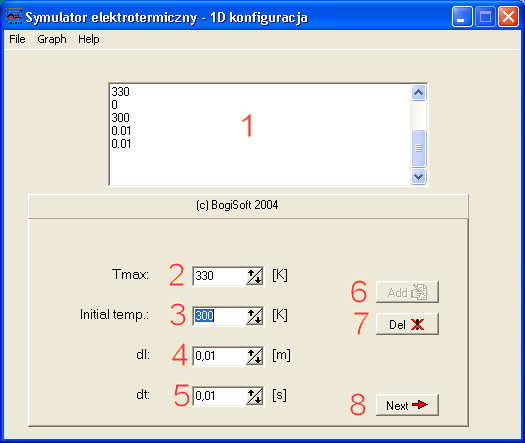 Symulator elektrotermiczny - 1D konfiguracja
File Graph Help
330
0
300
0.01
0.01
1
(c) BogiSoft 2004
Tmax: 2 330 [K]
6 Add
Initial temp.: 3 300 [K]
7 Del
dl: 4 0,01 [m]
dt: 5 0,01 [s]
8 Next